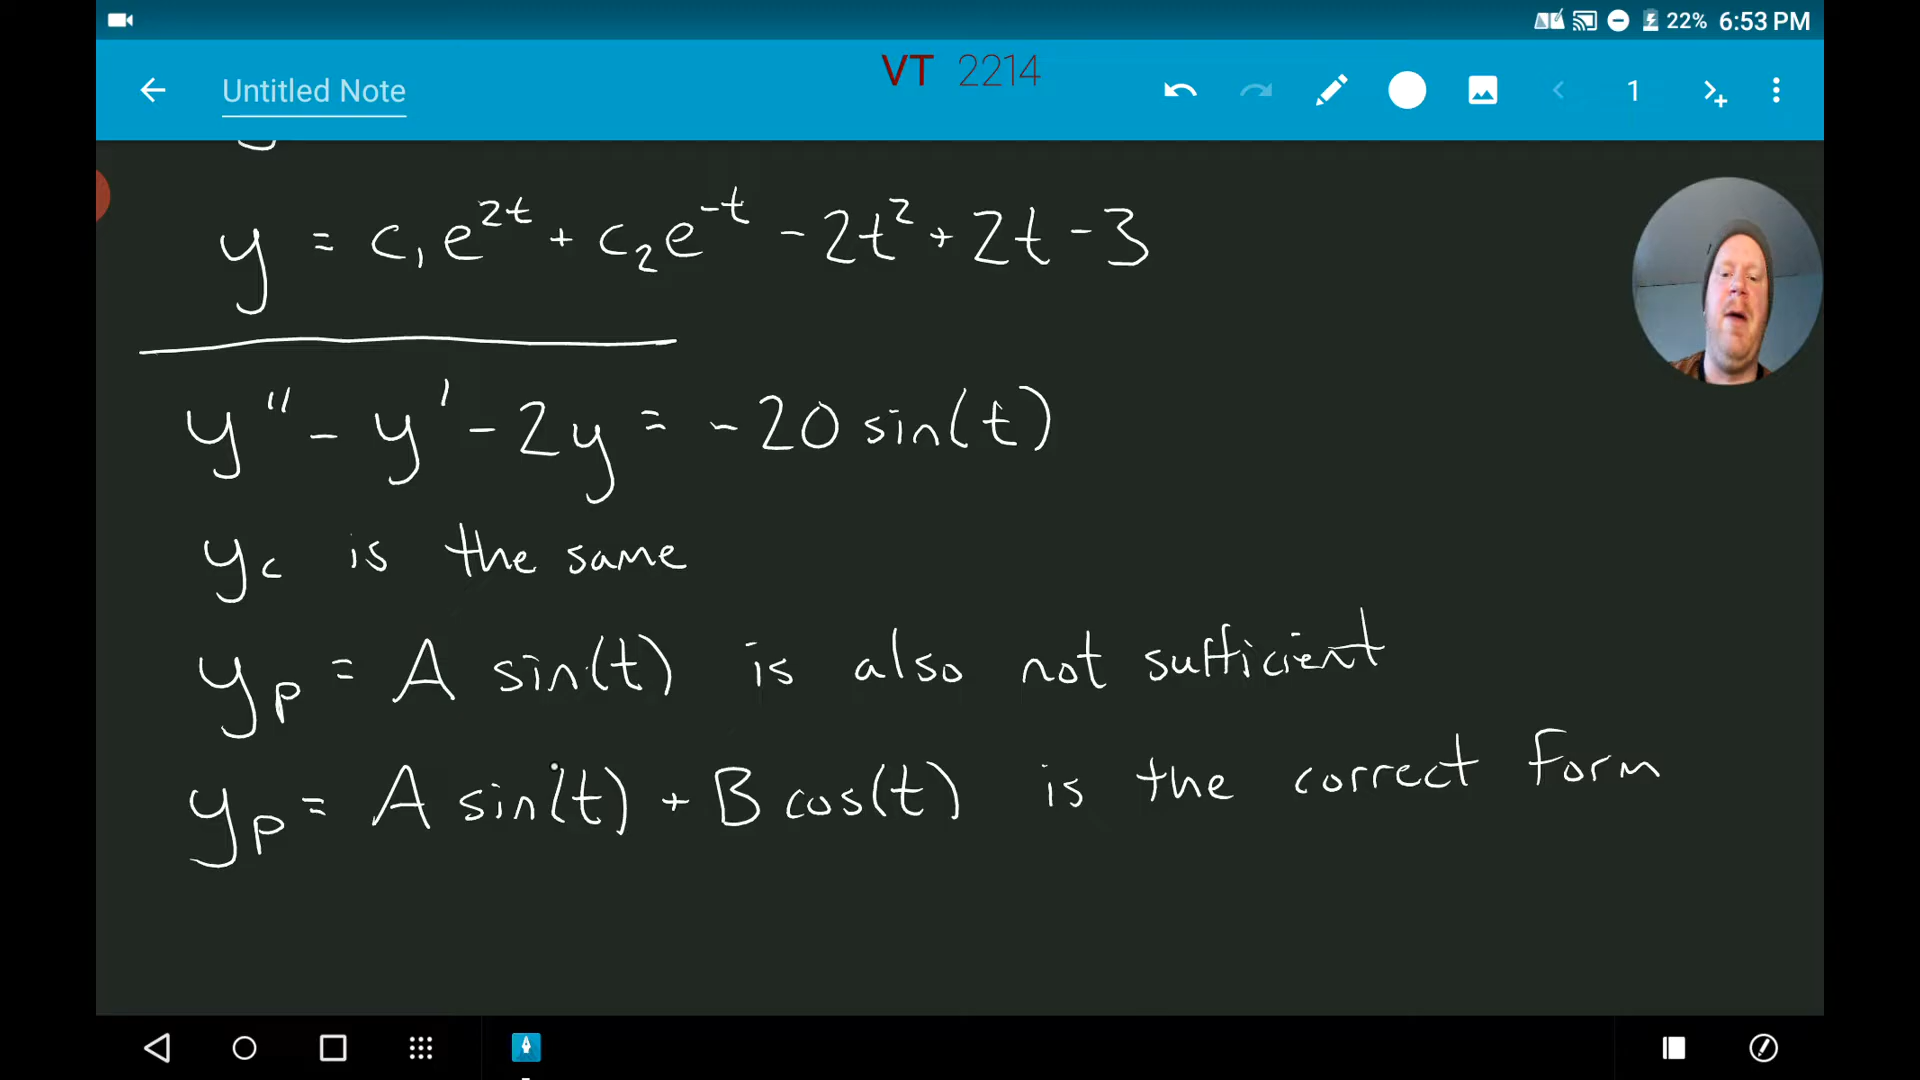 22% 6:53 PM
VT 2214
Untitled Note
1
y = c₁e^{2t} + c₂e^{-t} - 2t² + 2t - 3
y'' - y' - 2y = -20 sin(t)
y_c is the same
y_p = A sin(t) is also not sufficient
y_p = A sin(t) + B cos(t) is the correct form